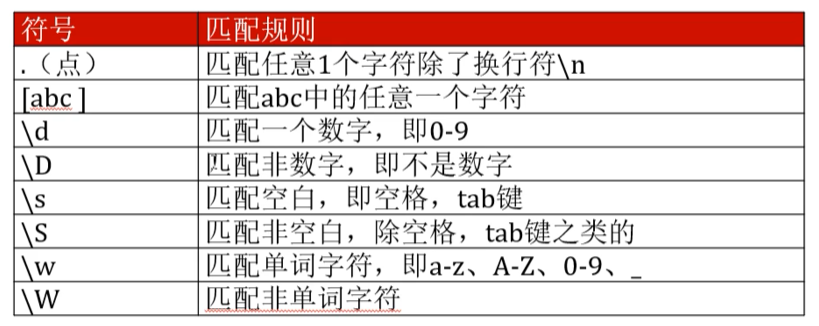 符号 匹配规则
.（点） 匹配任意1个字符除了换行符\n
[abc ] 匹配abc中的任意一个字符
\d 匹配一个数字，即0-9
\D 匹配非数字，即不是数字
\s 匹配空白，即空格，tab键
\S 匹配非空白，除空格，tab键之类的
\w 匹配单词字符，即a-z、A-Z、0-9、_
\W 匹配非单词字符